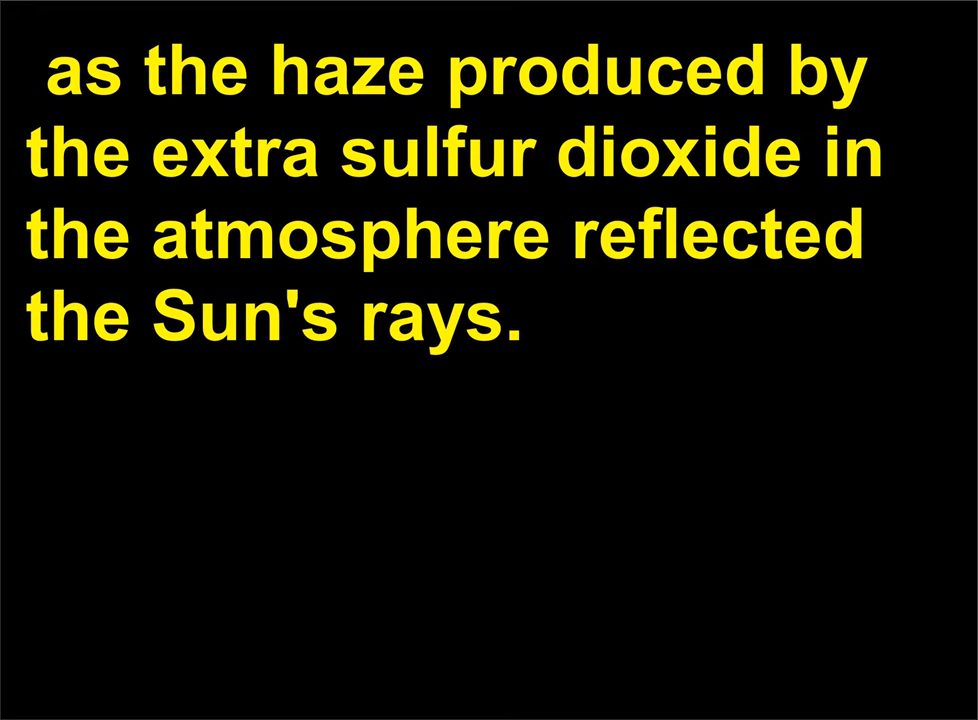 as the haze produced by
the extra sulfur dioxide in
the atmosphere reflected
the Sun's rays.